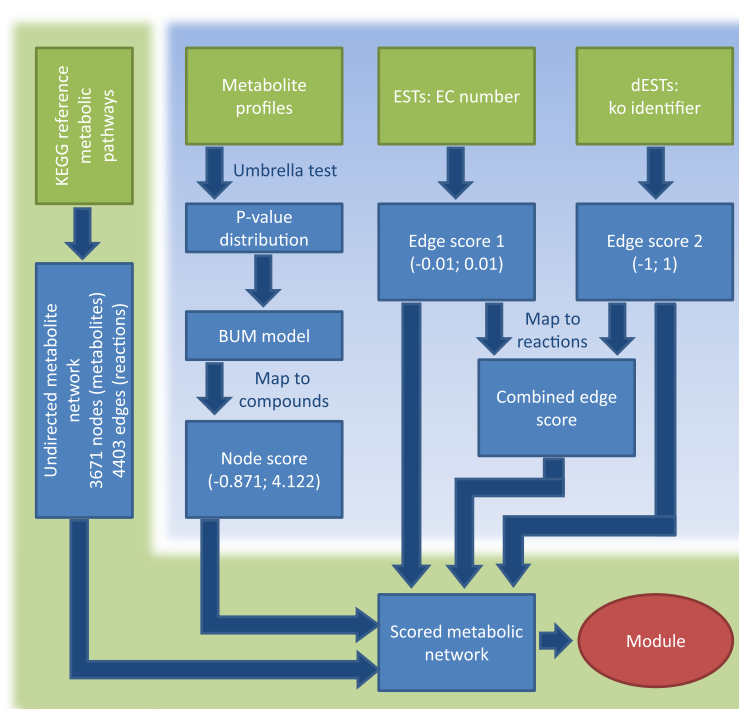 KEGG reference
metabolic
pathways
Metabolite
profiles
ESTs: EC number
dESTs:
ko identifier
Umbrella test
P-value
distribution
Edge score 1
(-0.01; 0.01)
Edge score 2
(-1; 1)
Undirected metabolite
network
3671 nodes (metabolites)
4403 edges (reactions)
BUM model
Map to
reactions
Map to
compounds
Combined edge
score
Node score
(-0.871; 4.122)
Scored metabolic
network
Module